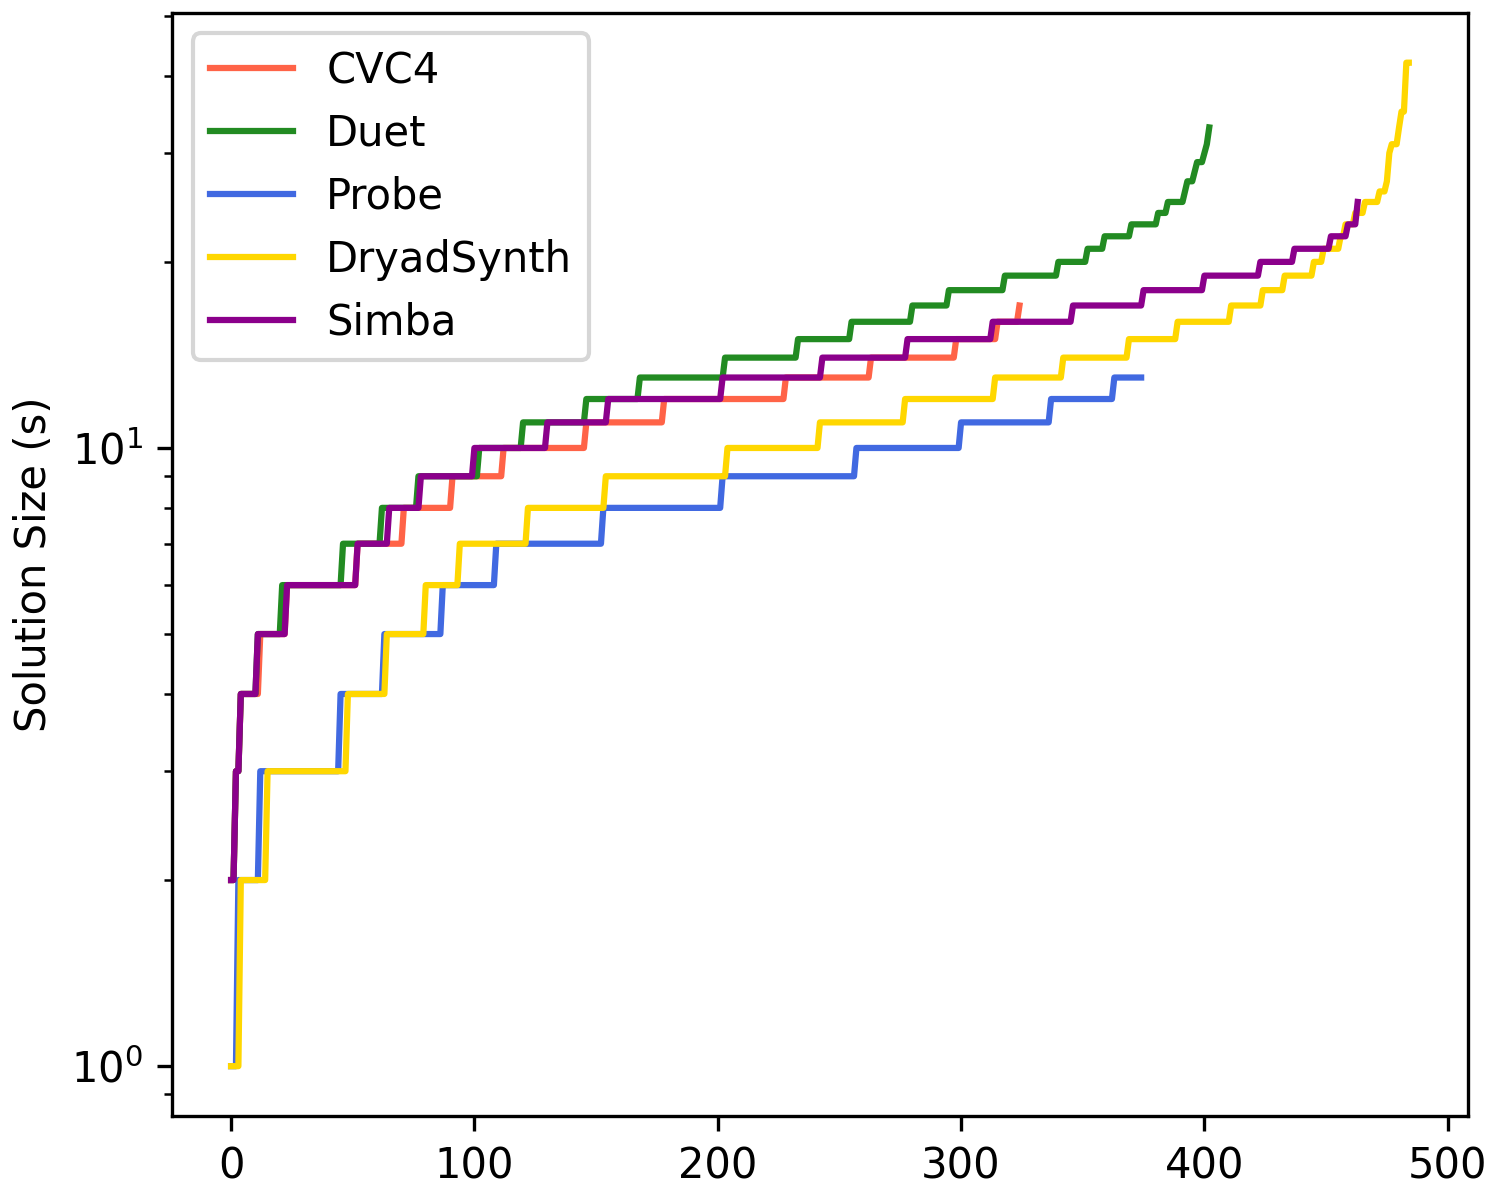 CVC4
Duet
Probe
DryadSynth
Simba
Solution Size (s)
10¹
10⁰
0 100 200 300 400 500